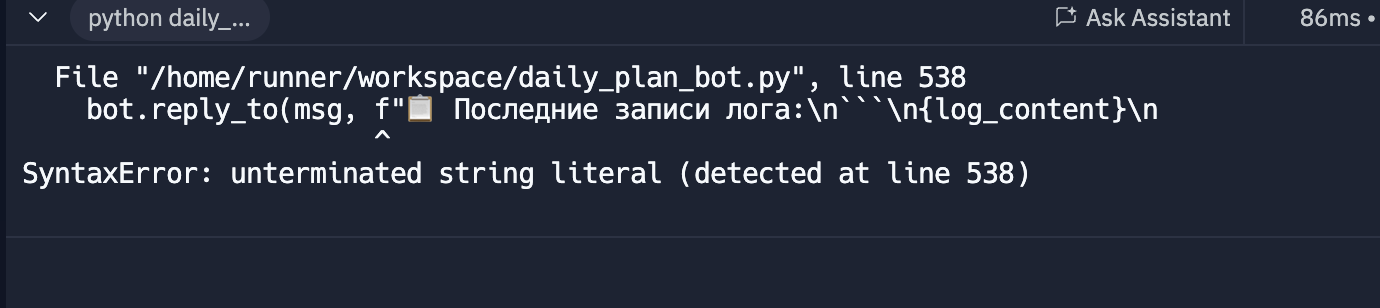 python daily_... Ask Assistant 86ms •
File "/home/runner/workspace/daily_plan_bot.py", line 538
bot.reply_to(msg, f"📋 Последние записи лога:\n```\n{log_content}\n
^
SyntaxError: unterminated string literal (detected at line 538)